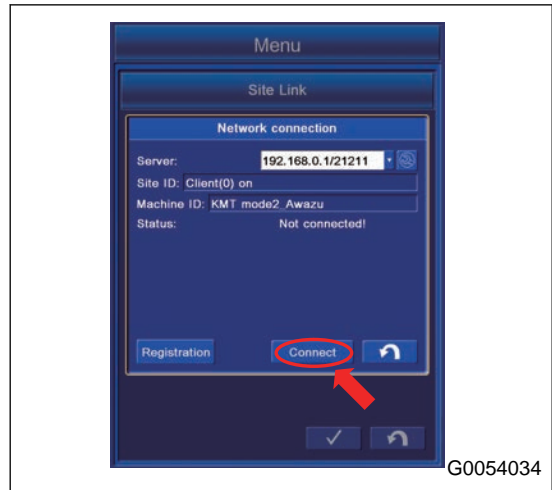 Menu
Site Link
Network connection
Server: 192.168.0.1/21211
Site ID: Client(0) on
Machine ID: KMT mode2_Awazu
Status: Not connected!
Registration Connect
G0054034